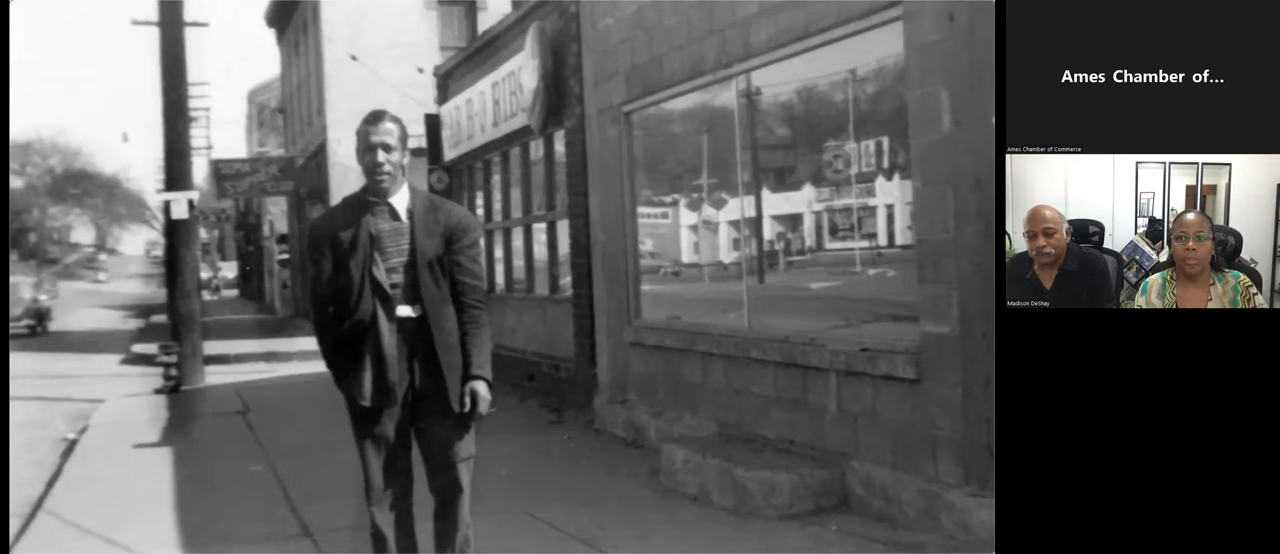 BAR B-Q RIBS
Ames Chamber of...
Ames Chamber of Commerce
Madison DeShay